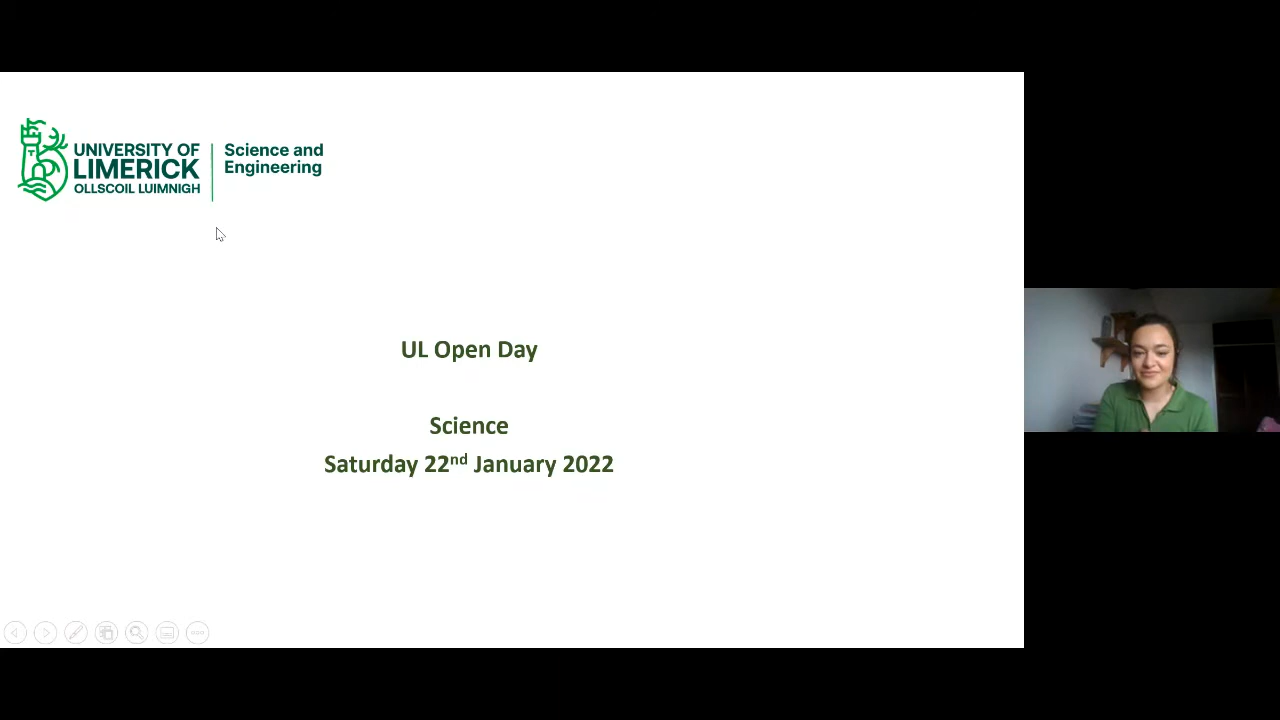 UNIVERSITY OF
LIMERICK
OLLSCOIL LUIMNIGH
Science and
Engineering
UL Open Day
Science
Saturday 22nd January 2022